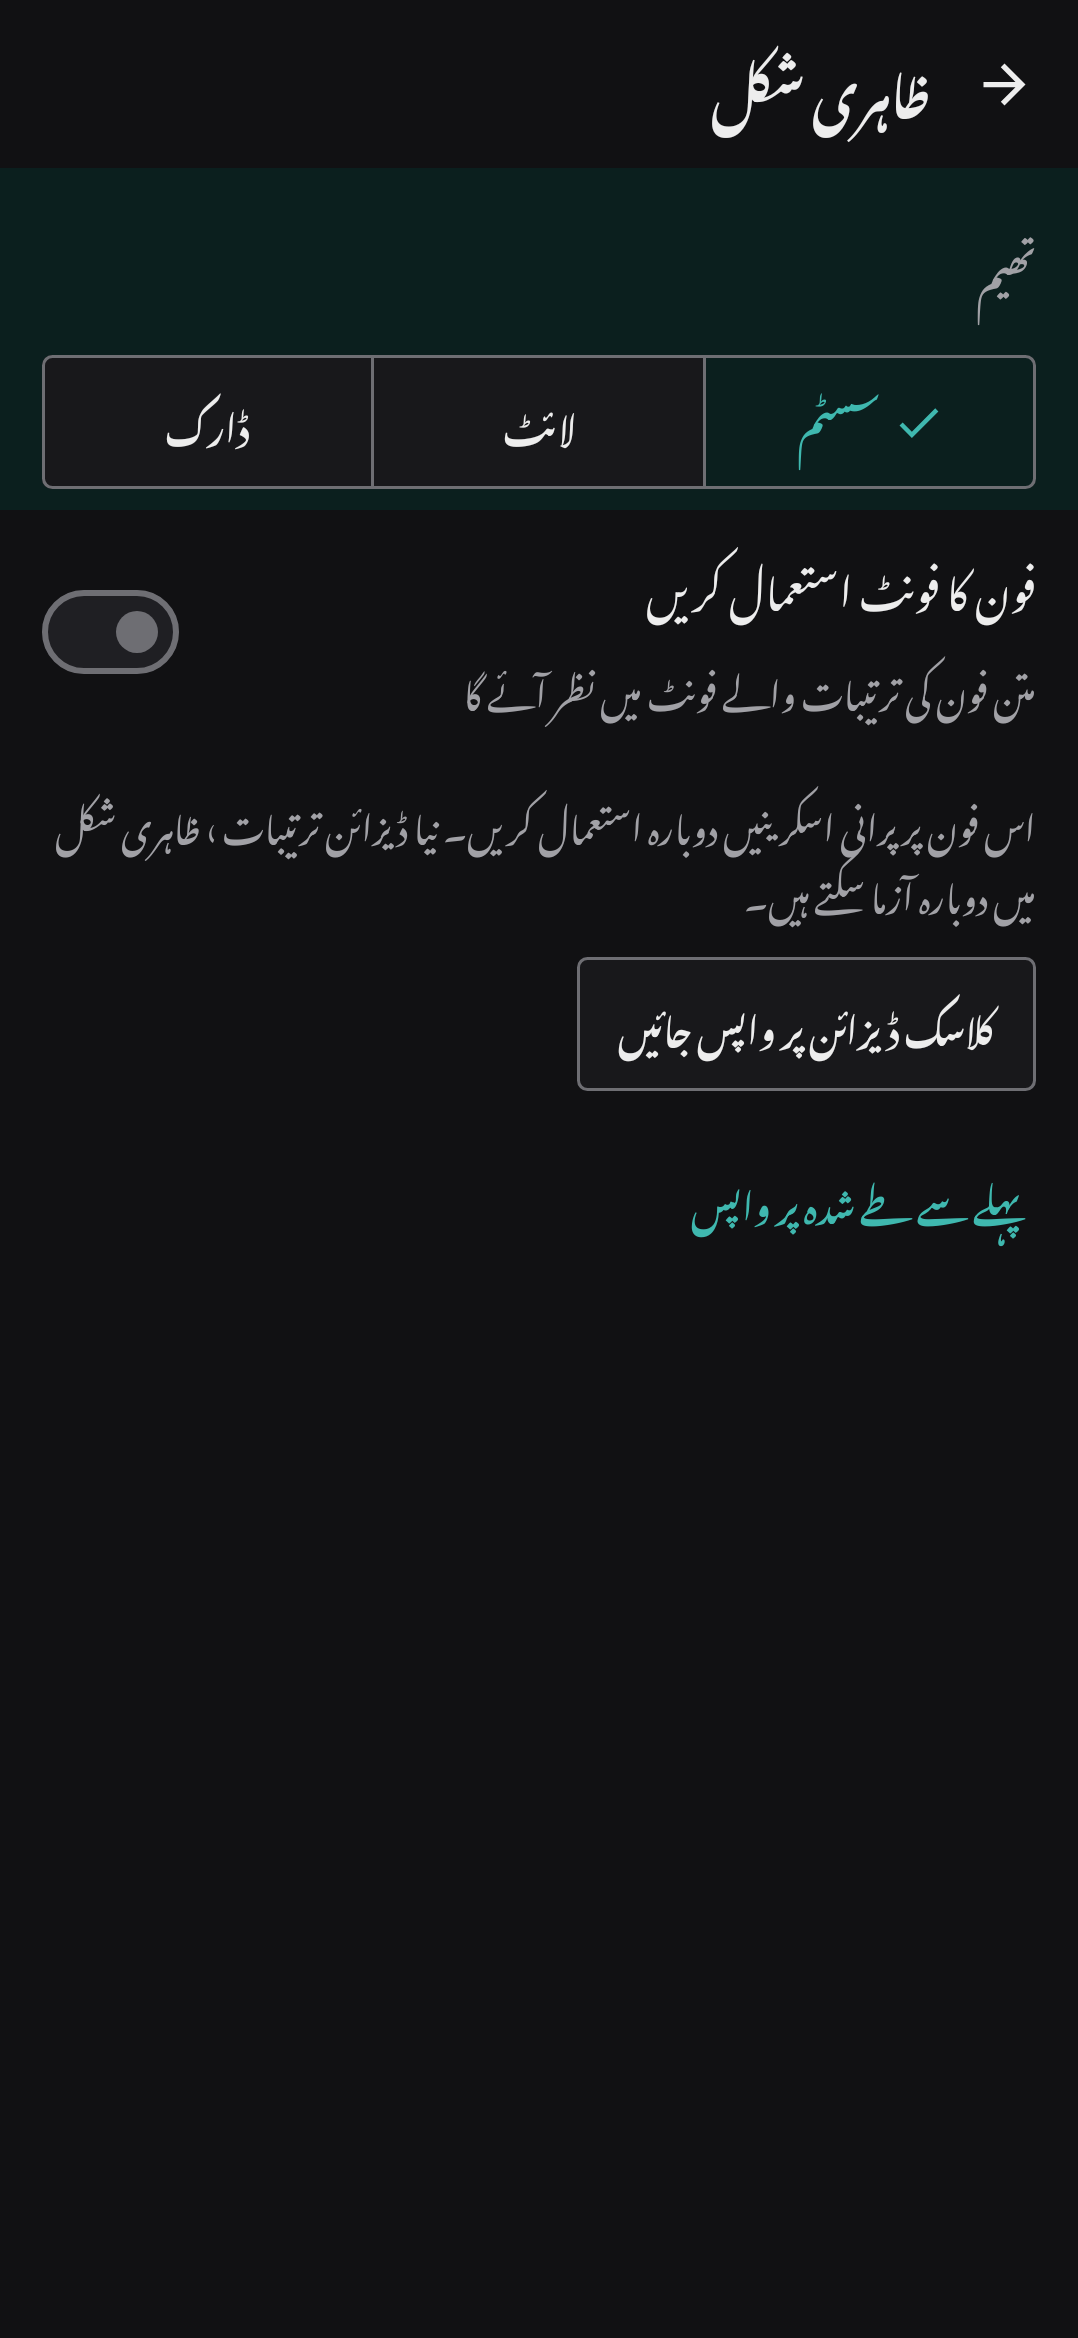 ظاہری شکل
تھیم
سسٹم
لائٹ
ڈارک
فون کا فونٹ استعمال کریں
متن فون کی ترتیبات والے فونٹ میں نظر آئے گا
اس فون پر پرانی اسکرینیں دوبارہ استعمال کریں۔ نیا ڈیزائن ترتیبات، ظاہری شکل
میں دوبارہ آزما سکتے ہیں۔
کلاسک ڈیزائن پر واپس جائیں
پہلے سے طے شدہ پر واپس